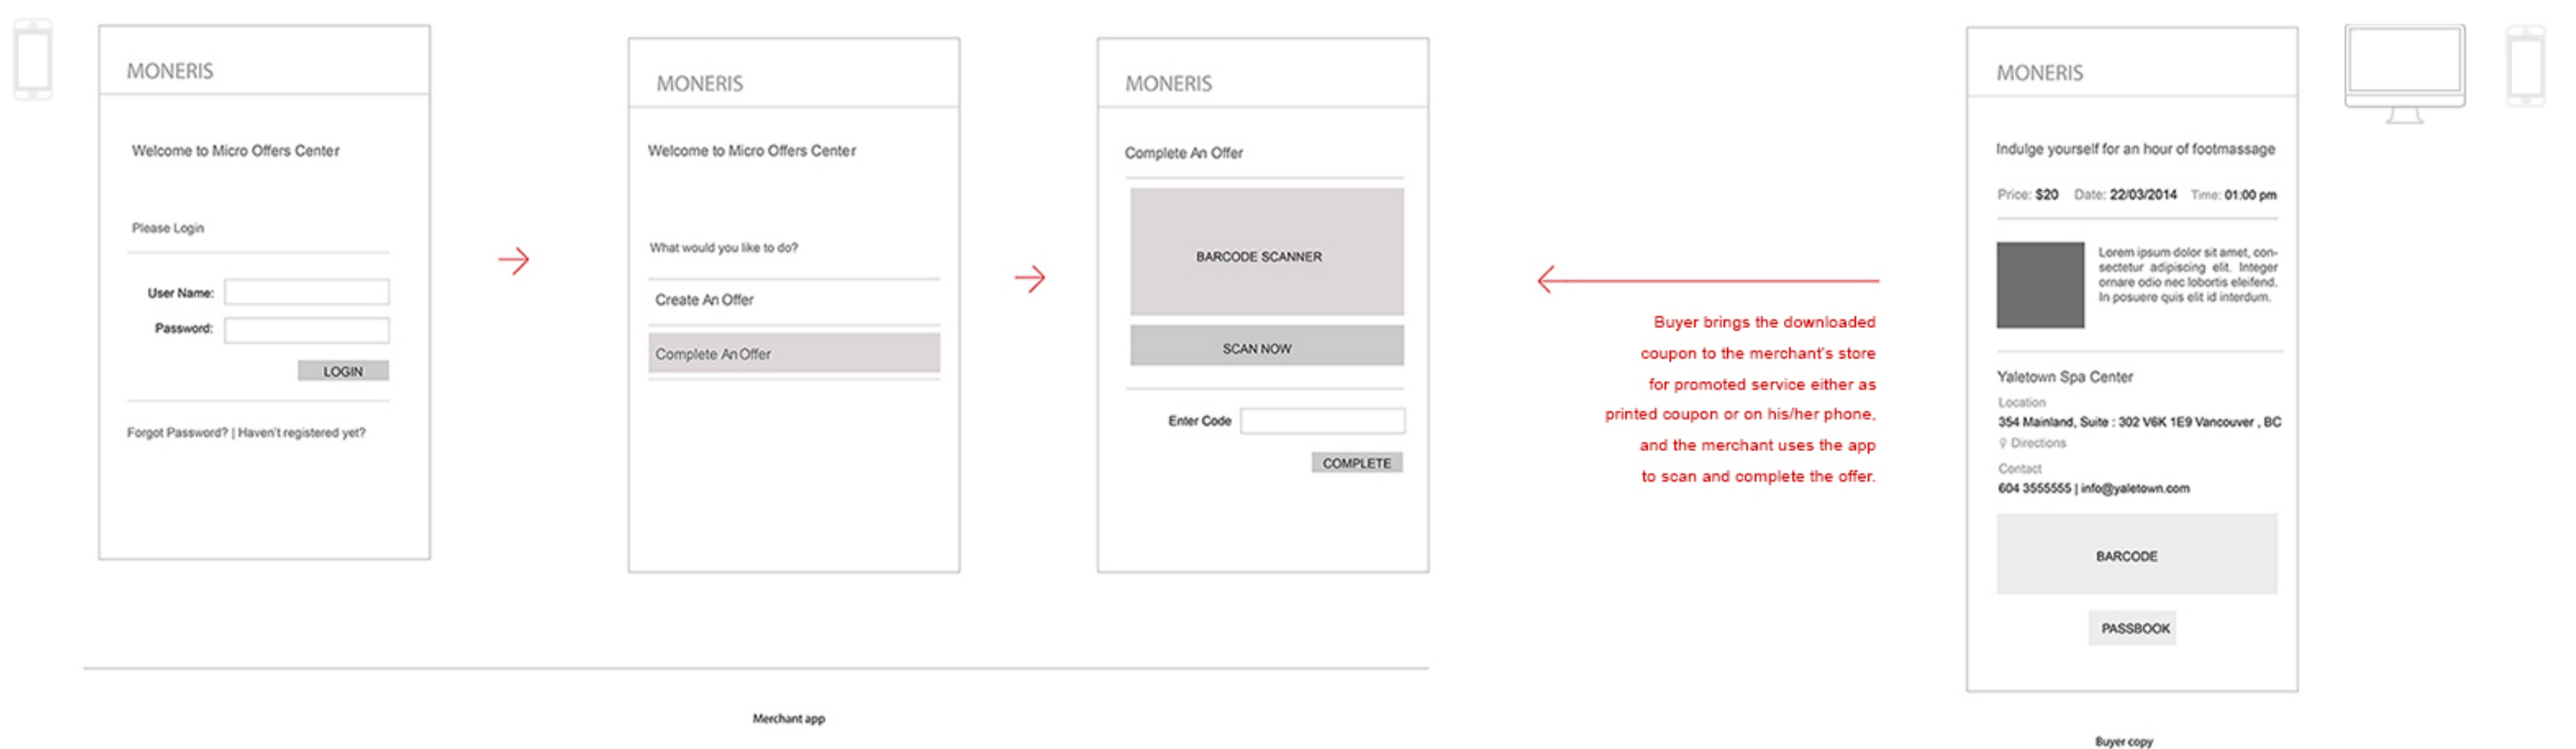 MONERIS
Welcome to Micro Offers Center
Please Login
User Name:
Password:
LOGIN
Forgot Password? | Haven't registered yet?
MONERIS
Welcome to Micro Offers Center
What would you like to do?
Create An Offer
Complete An Offer
MONERIS
Complete An Offer
BARCODE SCANNER
SCAN NOW
Enter Code
COMPLETE
Merchant app
Buyer brings the downloaded
coupon to the merchant's store
for promoted service either as
printed coupon or on his/her phone,
and the merchant uses the app
to scan and complete the offer.
MONERIS
Indulge yourself for an hour of footmassage
Price: $20 Date: 22/03/2014 Time: 01:00 pm
Lorem ipsum dolor sit amet, con-
sectetur adipiscing elit. Integer
ornare odio nec lobortis eleifend.
In posuere quis elit id interdum.
Yaletown Spa Center
Location
354 Mainland, Suite : 302 V6K 1E9 Vancouver , BC
Directions
Contact
604 3555555 | info@yaletown.com
BARCODE
PASSBOOK
Buyer copy